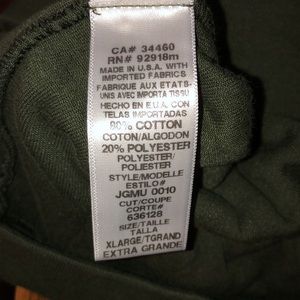 CA# 34460
RN# 92918m
MADE IN U.S.A. WITH
IMPORTED FABRICS
FABRIQUE AUX ETATS-
UNIS AVEC IMPORTA TISSU
HECHO EN E.U.A. CON
TELAS IMPORTADAS
80% COTTON
COTON/ALGODON
20% POLYESTER
POLYESTER/
POLIESTER
STYLE/MODELLE
ESTILO#
JGMU 0010
CUT/COUPE
CORTE#
636128
SIZE/TAILLE
TALLA
XLARGE/TGRAND
EXTRA GRANDE